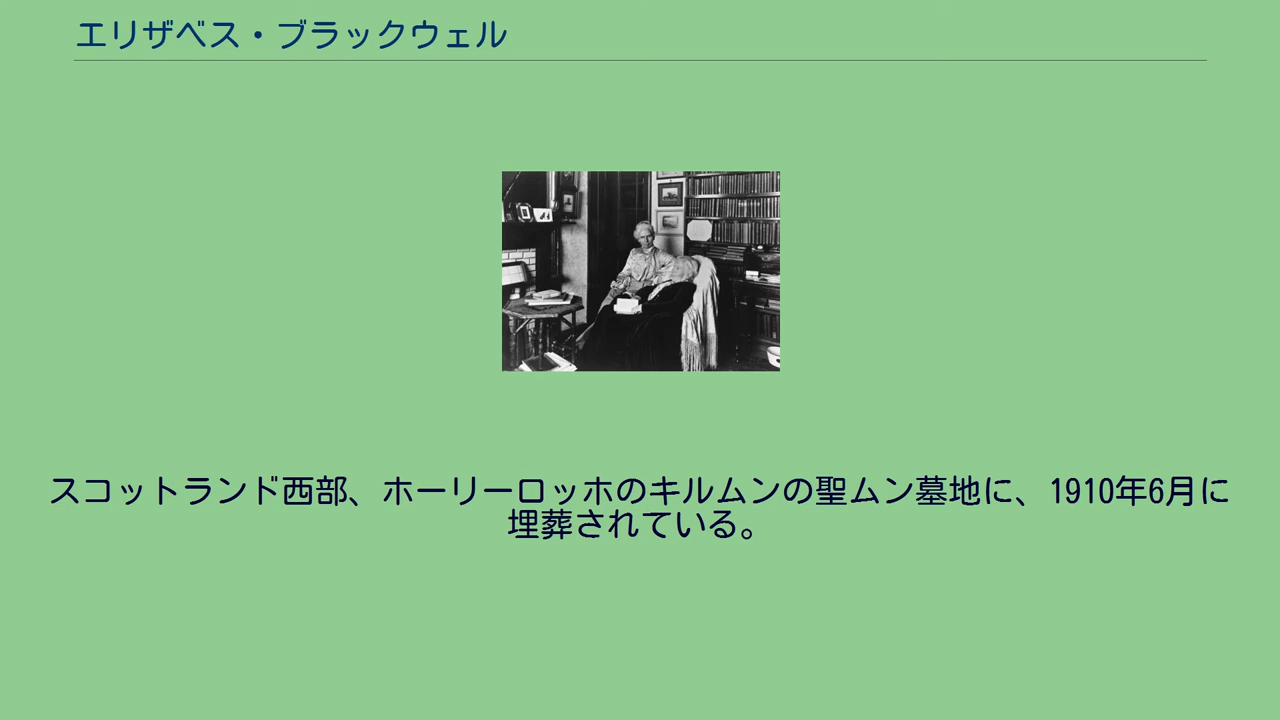 エリザベス・ブラックウェル
スコットランド西部、ホーリーロッホのキルムンの聖ムン墓地に、1910年6月に
埋葬されている。